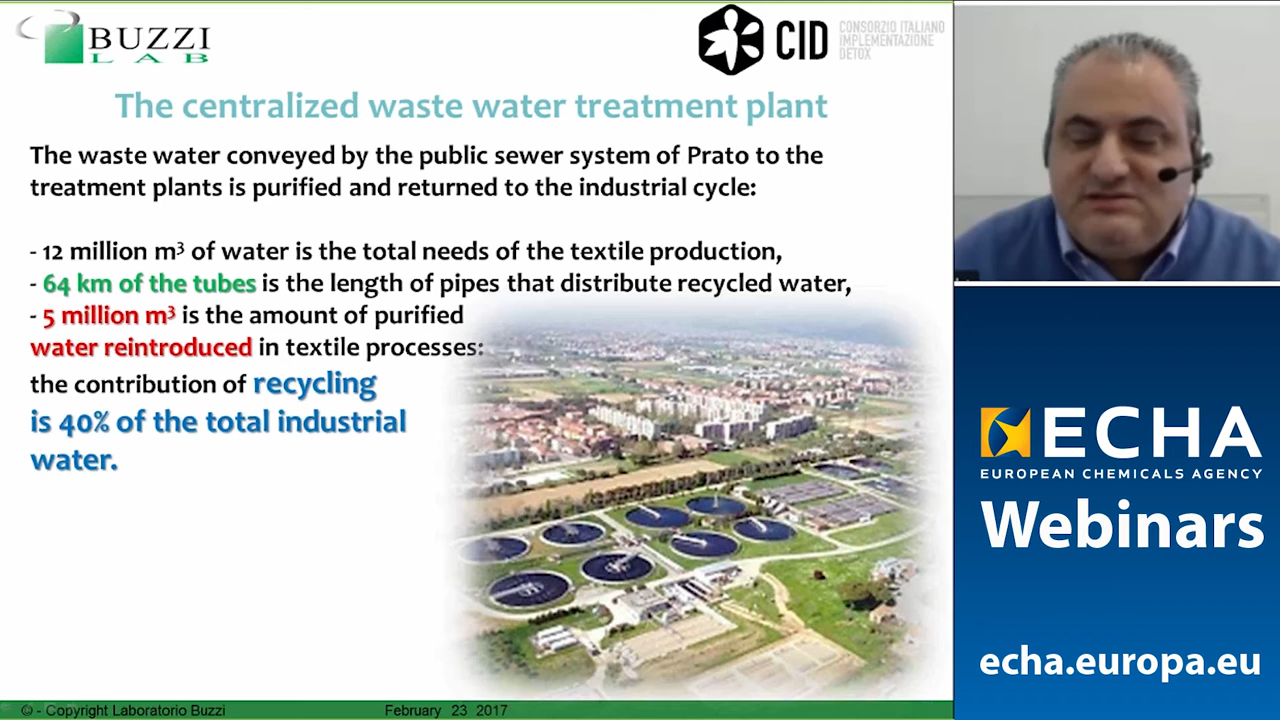 BUZZI
LAB
CID
CONSORZIO ITALIANO
IMPLEMENTAZIONE
DETOX
The centralized waste water treatment plant
The waste water conveyed by the public sewer system of Prato to the
treatment plants is purified and returned to the industrial cycle:
- 12 million m³ of water is the total needs of the textile production,
- 64 km of the tubes is the length of pipes that distribute recycled water,
- 5 million m³ is the amount of purified
water reintroduced in textile processes:
the contribution of recycling
is 40% of the total industrial
water.
© - Copyright Laboratorio Buzzi
February 23 2017
ECHA
EUROPEAN CHEMICALS AGENCY
Webinars
echa.europa.eu